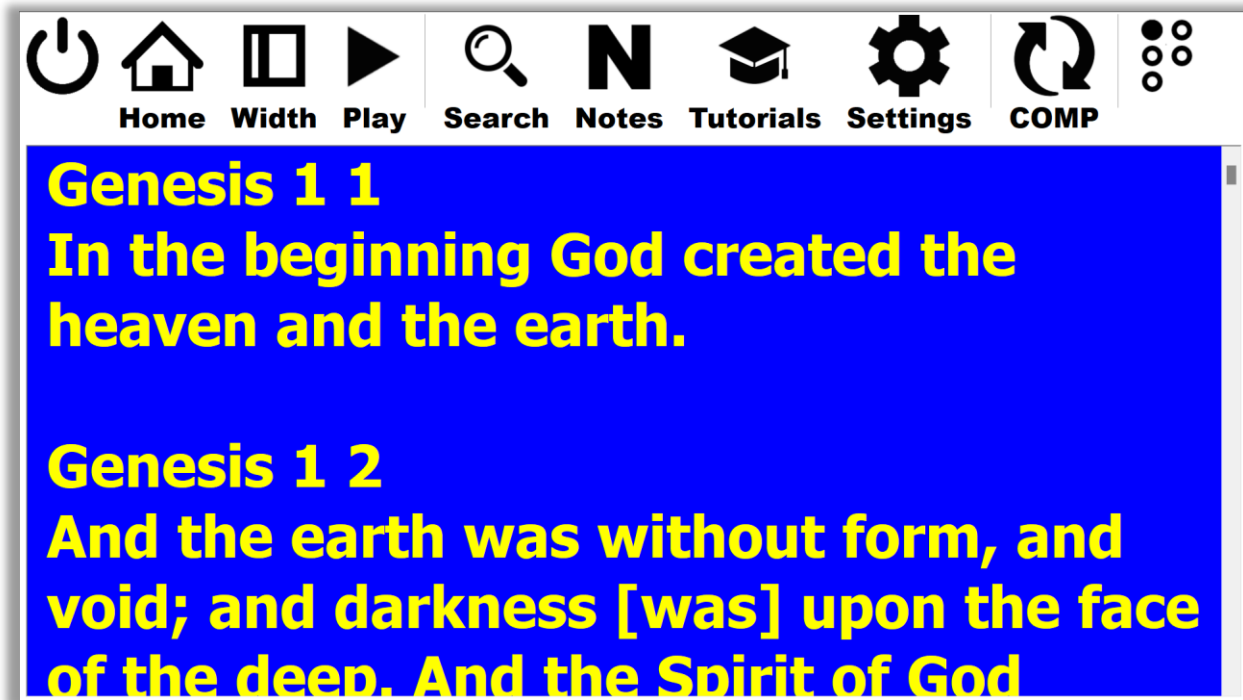 Home Width Play Search Notes Tutorials Settings COMP
Genesis 1 1
In the beginning God created the
heaven and the earth.
Genesis 1 2
And the earth was without form, and
void; and darkness [was] upon the face
of the deep. And the Spirit of God